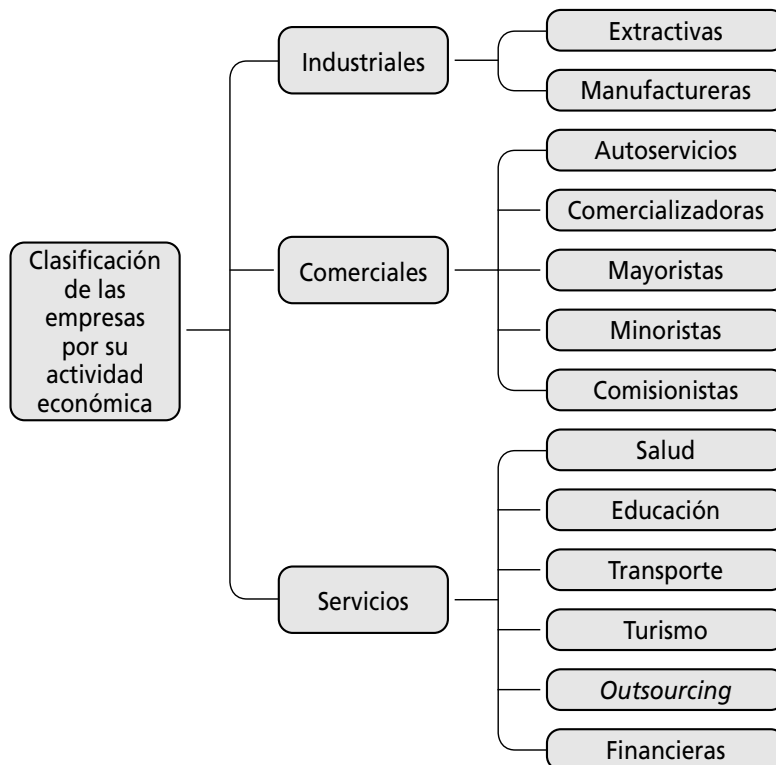 Clasificación
de las
empresas
por su
actividad
económica
Industriales
Extractivas
Manufactureras
Comerciales
Autoservicios
Comercializadoras
Mayoristas
Minoristas
Comisionistas
Servicios
Salud
Educación
Transporte
Turismo
Outsourcing
Financieras